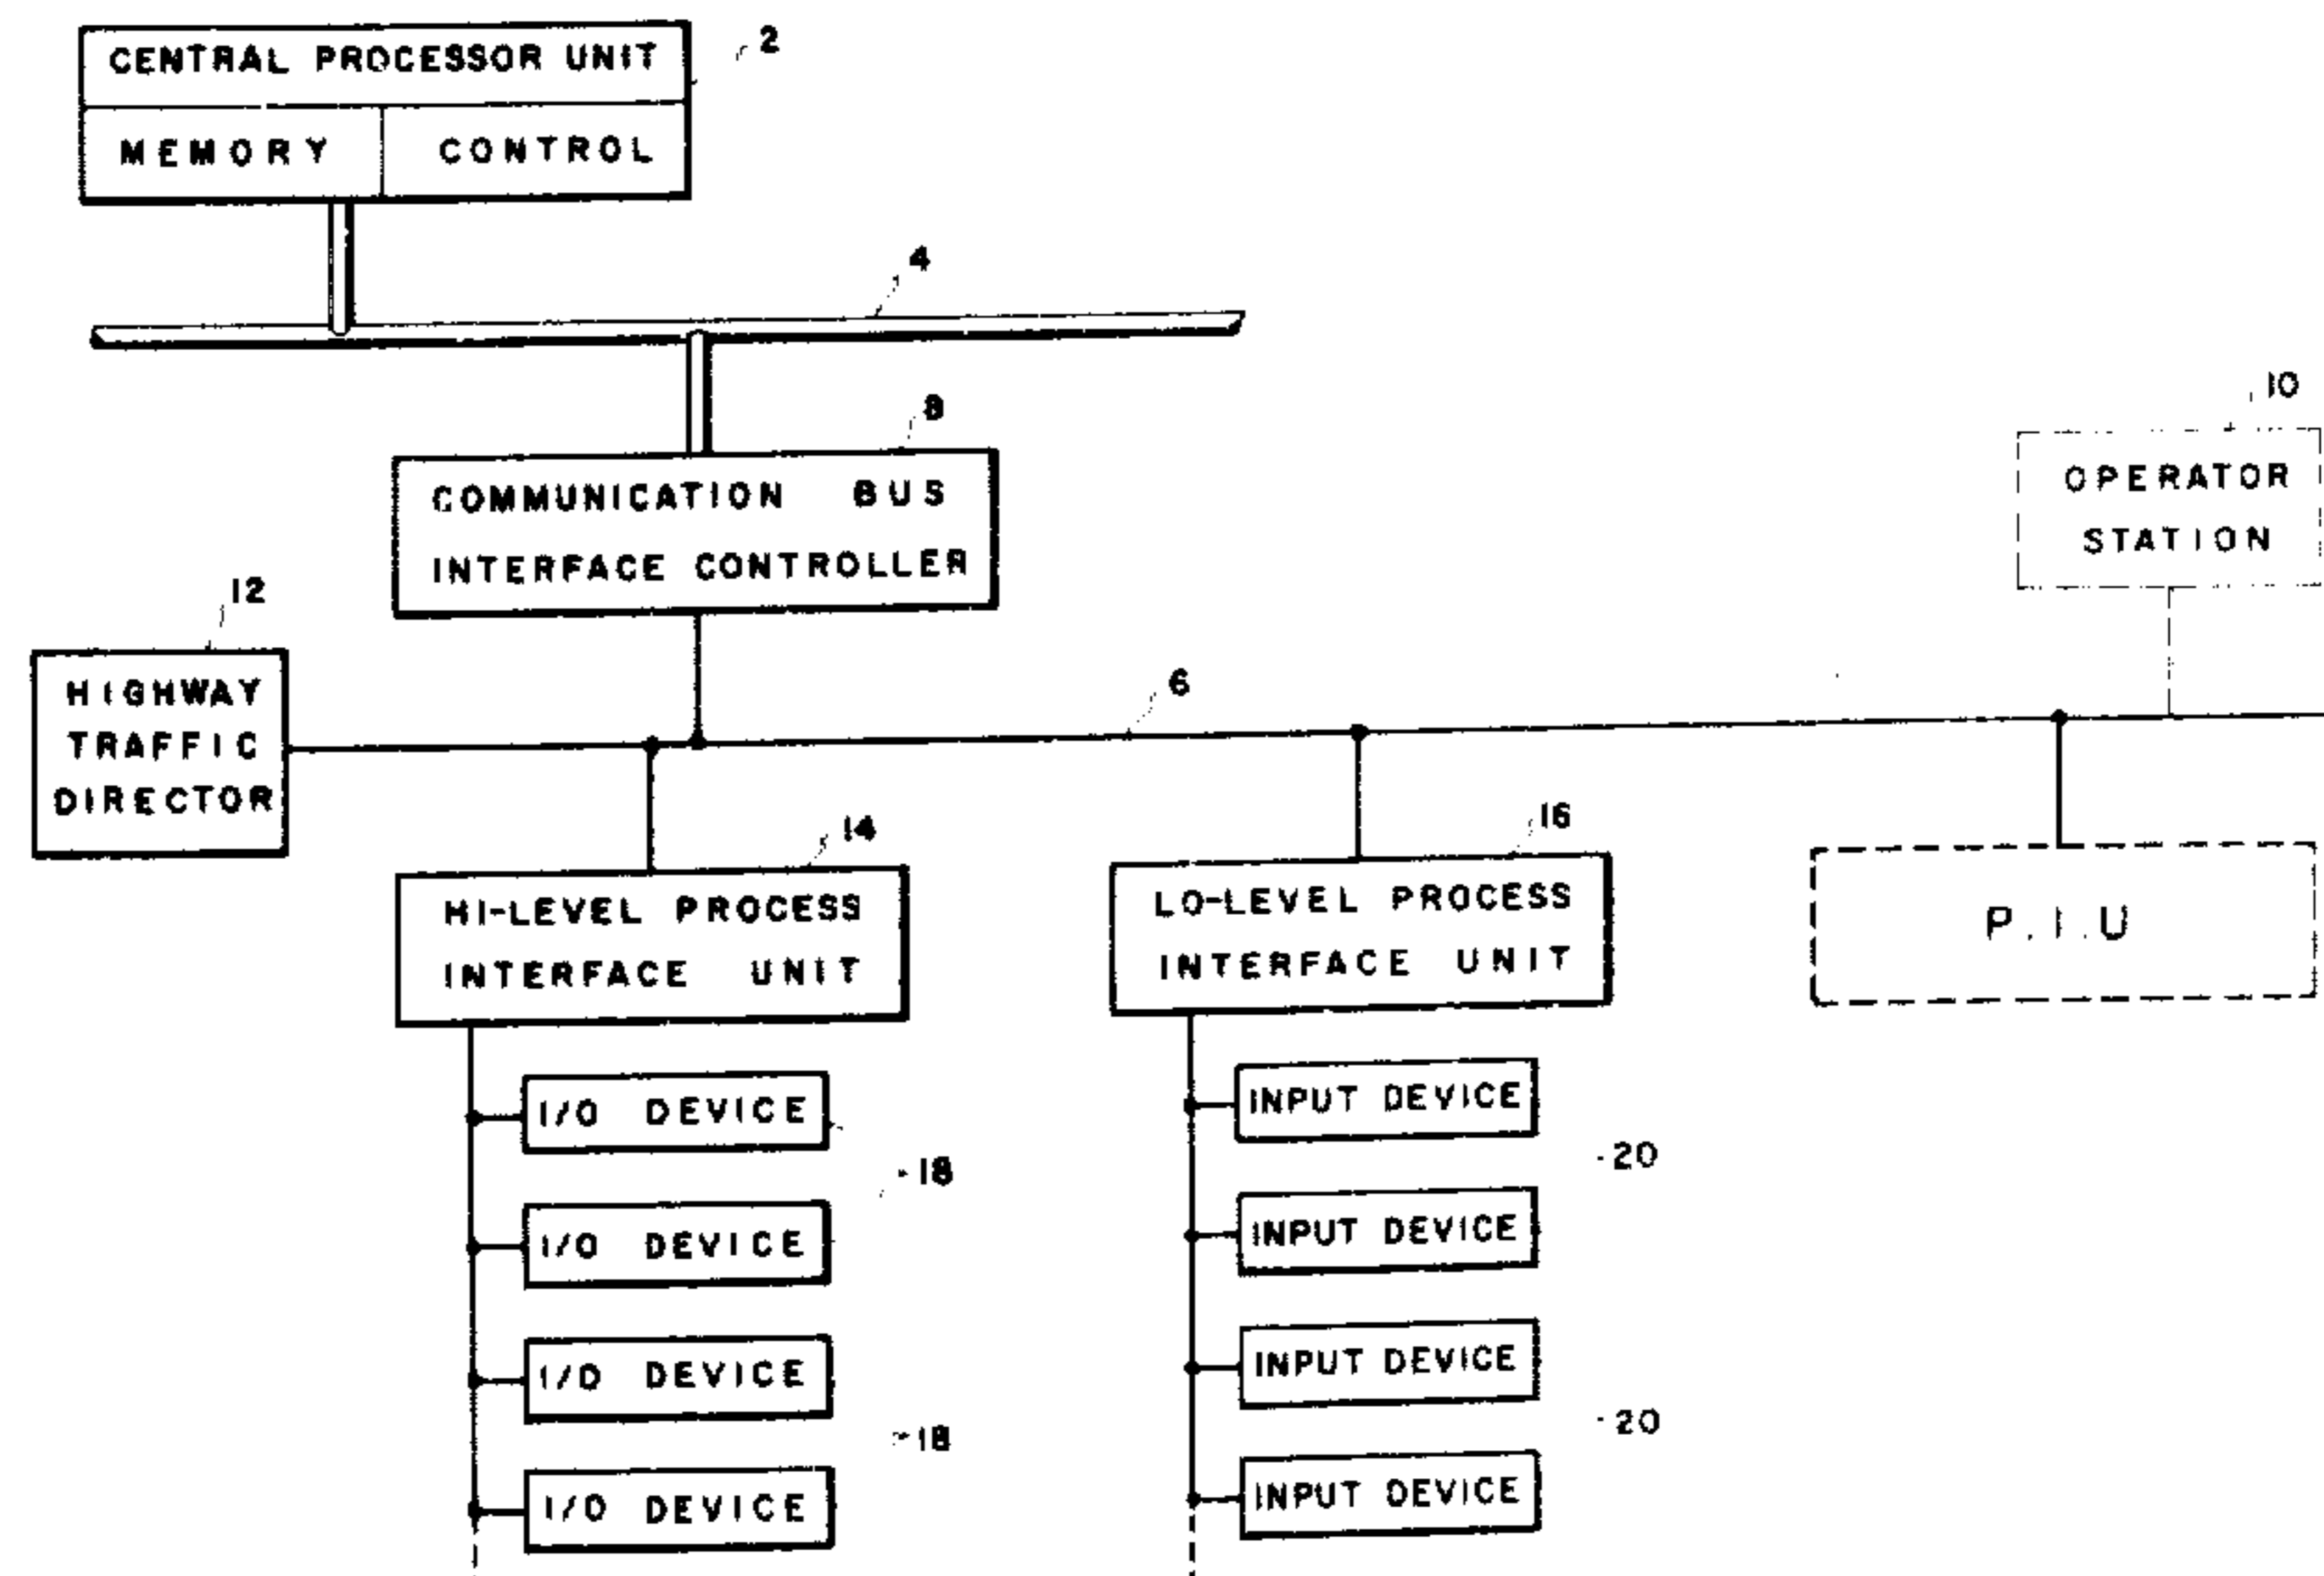 CENTRAL PROCESSOR UNIT
2
MEMORY
CONTROL
4
8
COMMUNICATION BUS
INTERFACE CONTROLLER
10
OPERATOR
STATION
12
HIGHWAY
TRAFFIC
DIRECTOR
6
14
HI-LEVEL PROCESS
INTERFACE UNIT
16
LO-LEVEL PROCESS
INTERFACE UNIT
P.I.U
I/O DEVICE
INPUT DEVICE
18
20
I/O DEVICE
INPUT DEVICE
I/O DEVICE
INPUT DEVICE
18
20
I/O DEVICE
INPUT DEVICE